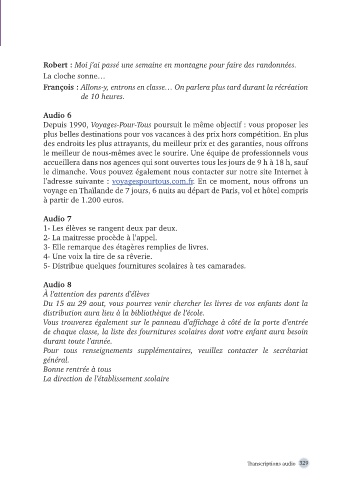 Robert : Moi j'ai passé une semaine en montagne pour faire des randonnées.
La cloche sonne…
François : Allons-y, entrons en classe… On parlera plus tard durant la récréation
de 10 heures.
Audio 6
Depuis 1990, Voyages-Pour-Tous poursuit le même objectif : vous proposer les
plus belles destinations pour vos vacances à des prix hors compétition. En plus
des endroits les plus attrayants, du meilleur prix et des garanties, nous offrons
le meilleur de nous-mêmes avec le sourire. Une équipe de professionnels vous
accueillera dans nos agences qui sont ouvertes tous les jours de 9 h à 18 h, sauf
le dimanche. Vous pouvez également nous contacter sur notre site Internet à
l'adresse suivante : voyagespourtous.com.fr. En ce moment, nous offrons un
voyage en Thaïlande de 7 jours, 6 nuits au départ de Paris, vol et hôtel compris
à partir de 1.200 euros.
Audio 7
1- Les élèves se rangent deux par deux.
2- La maitresse procède à l'appel.
3- Elle remarque des étagères remplies de livres.
4- Une voix la tire de sa rêverie.
5- Distribue quelques fournitures scolaires à tes camarades.
Audio 8
À l'attention des parents d'élèves
Du 15 au 29 aout, vous pourrez venir chercher les livres de vos enfants dont la
distribution aura lieu à la bibliothèque de l'école.
Vous trouverez également sur le panneau d'affichage à côté de la porte d'entrée
de chaque classe, la liste des fournitures scolaires dont votre enfant aura besoin
durant toute l'année.
Pour tous renseignements supplémentaires, veuillez contacter le secrétariat
général.
Bonne rentrée à tous
La direction de l'établissement scolaire
Transcriptions audio 329